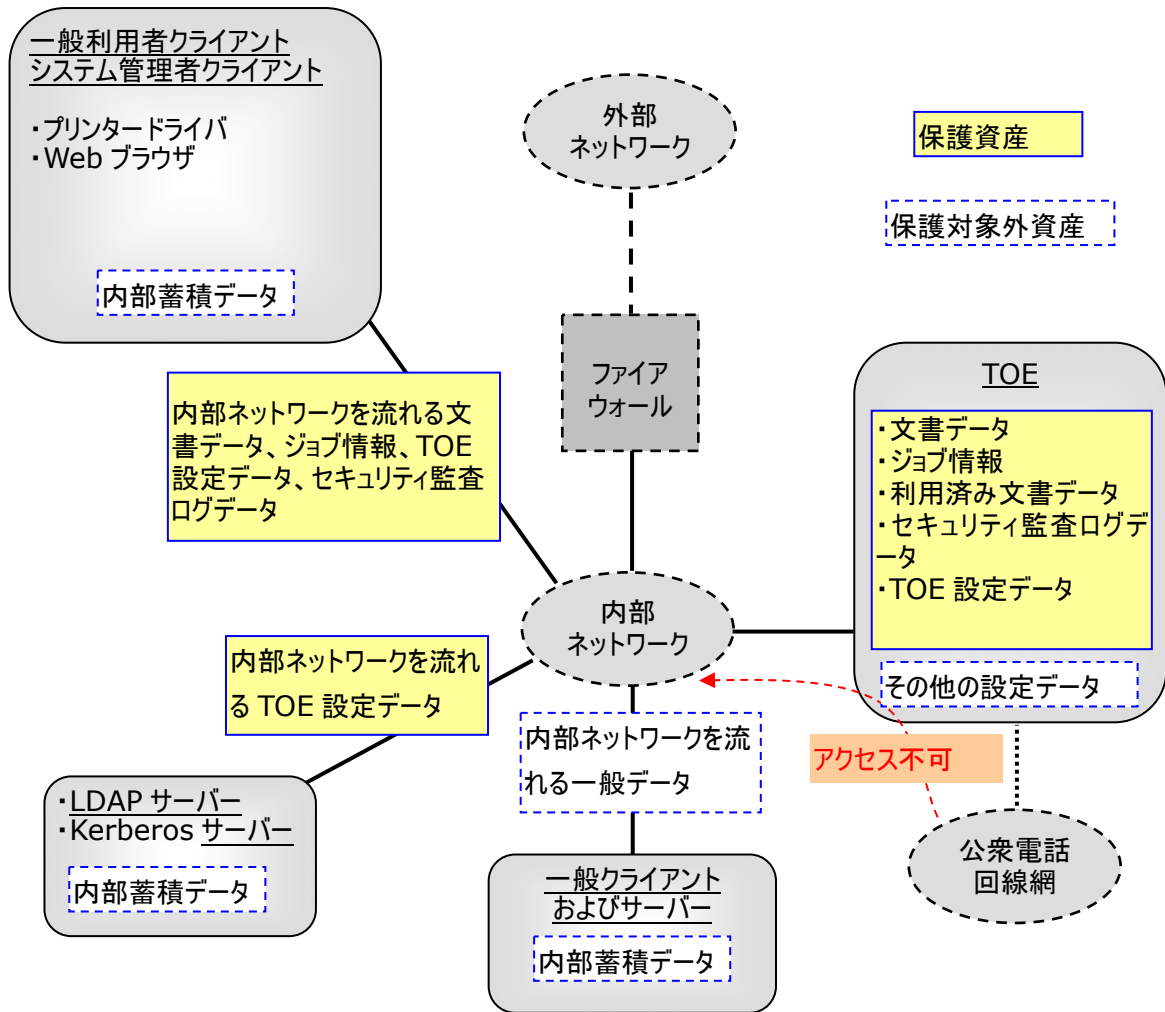 一般利用者クライアント
システム管理者クライアント
・プリンタードライバ
・Web ブラウザ
内部蓄積データ
外部
ネットワーク
保護資産
保護対象外資産
ファイア
ウォール
内部ネットワークを流れる文
書データ、ジョブ情報、TOE
設定データ、セキュリティ監査
ログデータ
TOE
・文書データ
・ジョブ情報
・利用済み文書データ
・セキュリティ監査ログデ
ータ
・TOE 設定データ
その他の設定データ
内部
ネットワーク
内部ネットワークを流れ
る TOE 設定データ
内部ネットワークを流
れる一般データ
アクセス不可
・LDAP サーバー
・Kerberos サーバー
内部蓄積データ
一般クライアント
およびサーバー
内部蓄積データ
公衆電話
回線網